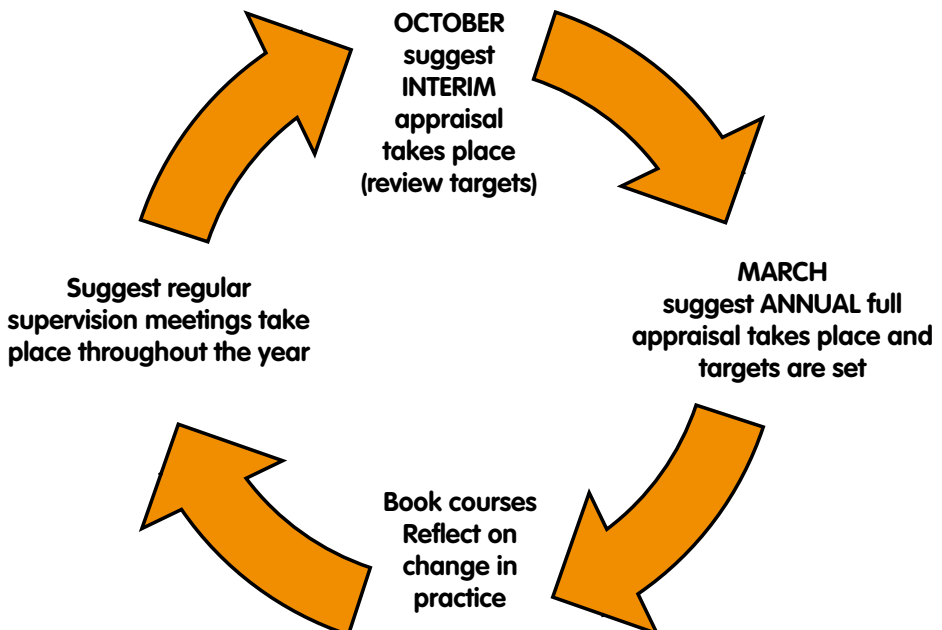 OCTOBER
suggest
INTERIM
appraisal
takes place
(review targets)
MARCH
suggest ANNUAL full
appraisal takes place and
targets are set
Book courses
Reflect on
change in
practice
Suggest regular
supervision meetings take
place throughout the year